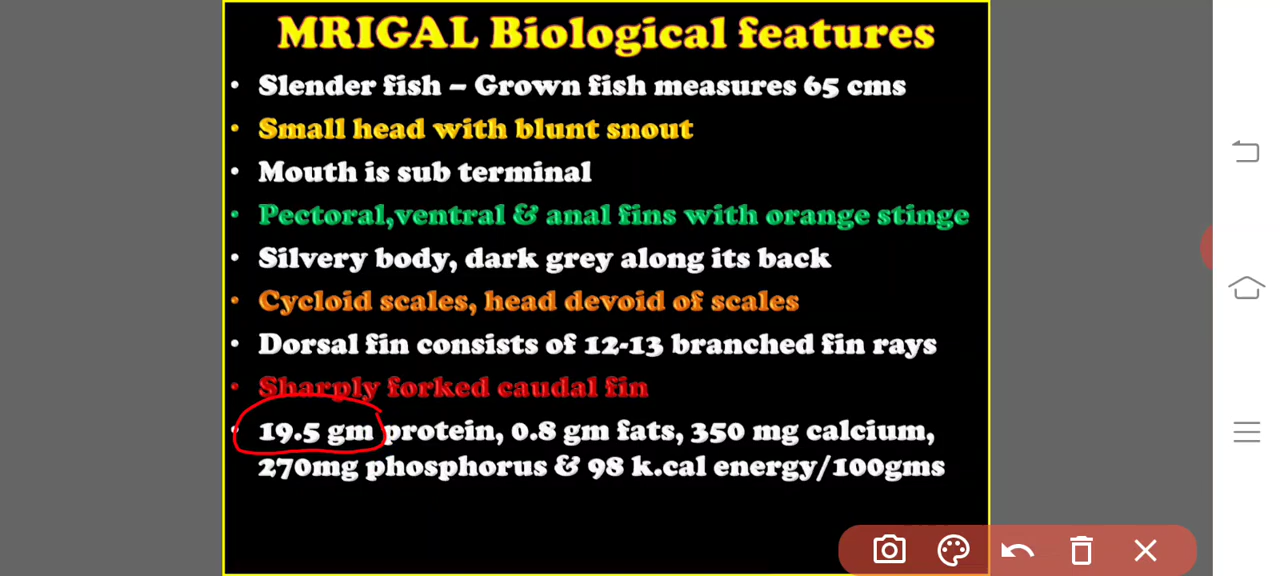 MRIGAL Biological features
• Slender fish – Grown fish measures 65 cms
• Small head with blunt snout
• Mouth is sub terminal
• Pectoral,ventral & anal fins with orange stinge
• Silvery body, dark grey along its back
• Cycloid scales, head devoid of scales
• Dorsal fin consists of 12-13 branched fin rays
• Sharply forked caudal fin
• 19.5 gm protein, 0.8 gm fats, 350 mg calcium,
270mg phosphorus & 98 k.cal energy/100gms